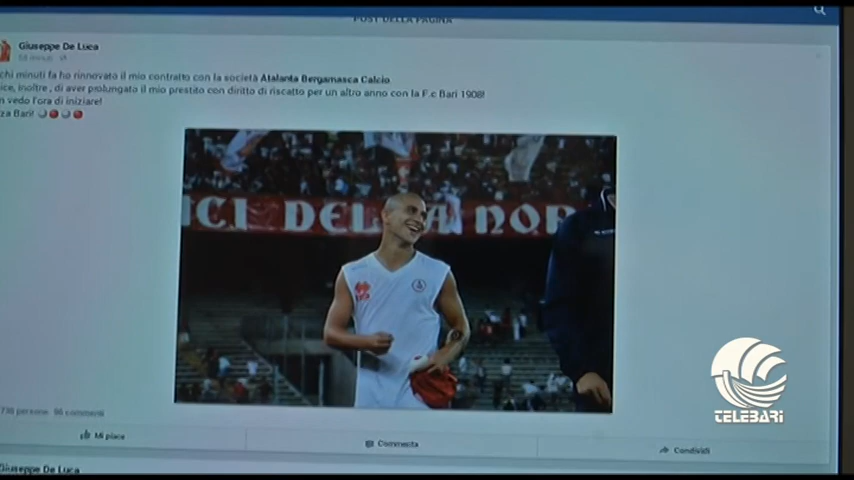 POST DELLA PAGINA
Giuseppe De Luca
chi minuti fa ho rinnovato il mio contratto con la società Atalanta Bergamasca Calcio
ice, inoltre , di aver prolungato il mio prestito con diritto di riscatto per un altro anno con la F.c Bari 1908!
n vedo l'ora di iniziare!
za Bari!
ICI DELLA NOR
persone 98 commenti
Mi piace
Commenta
Condividi
TELEBARI
Giuseppe De Luca